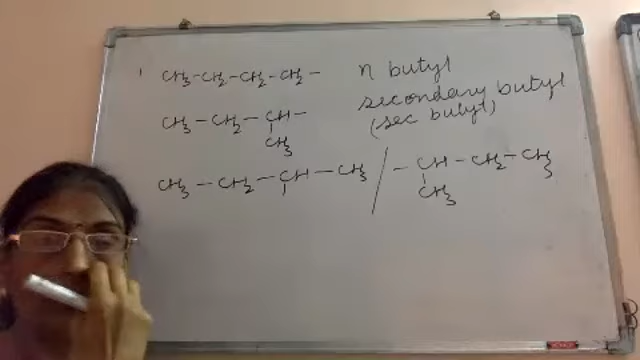 1 CH3-CH2-CH2-CH2- n butyl
CH3-CH2-CH- secondary butyl
CH3 (sec butyl)
CH3-CH2-CH-CH3 / -CH-CH2-CH3
CH3